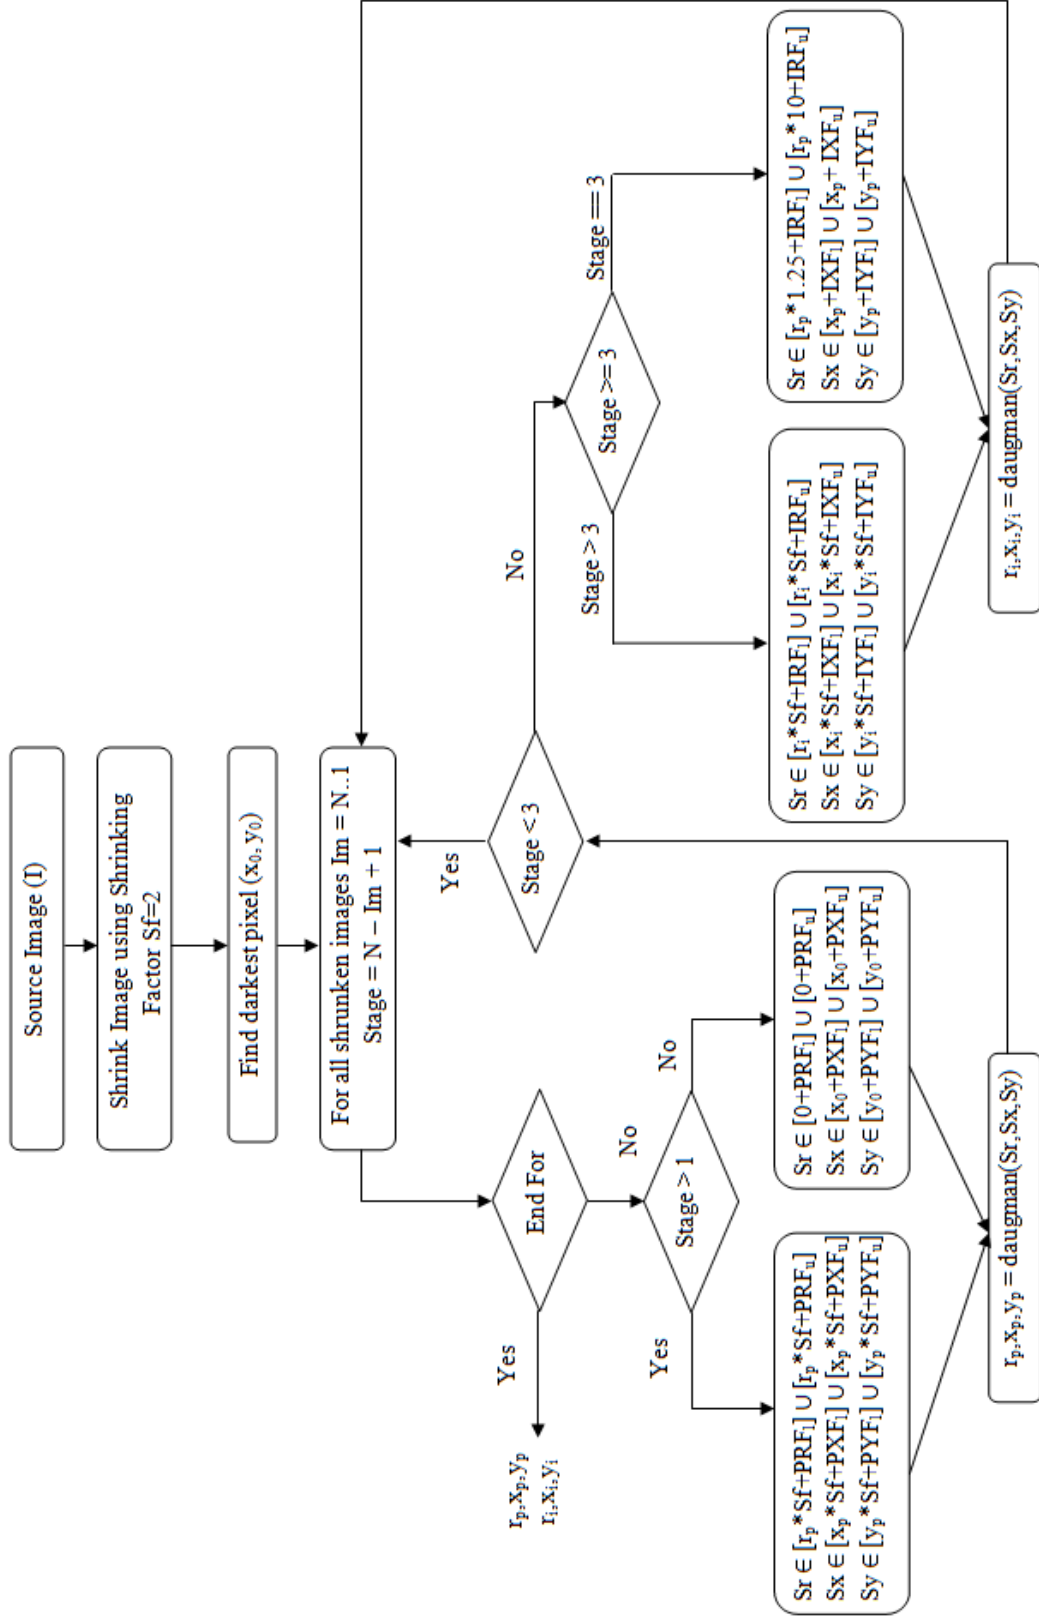 Source Image (I)
Shrink Image using Shrinking
Factor Sf=2
Find darkest pixel (x₀, y₀)
For all shrunken images Im = N..1
Stage = N – Im + 1
End For
Yes
rₚ,xₚ,yₚ
rᵢ,xᵢ,yᵢ
No
Stage > 1
Yes
No
Sr ∈ [rₚ*Sf+PRFₗ] ∪ [rₚ*Sf+PRFᵤ]
Sx ∈ [xₚ*Sf+PXFₗ] ∪ [xₚ*Sf+PXFᵤ]
Sy ∈ [yₚ*Sf+PYFₗ] ∪ [yₚ*Sf+PYFᵤ]
Sr ∈ [0+PRFₗ] ∪ [0+PRFᵤ]
Sx ∈ [x₀+PXFₗ] ∪ [x₀+PXFᵤ]
Sy ∈ [y₀+PYFₗ] ∪ [y₀+PYFᵤ]
rₚ,xₚ,yₚ = daugman(Sr,Sx,Sy)
Stage < 3
Yes
No
Stage >= 3
Stage > 3
Stage == 3
Sr ∈ [rᵢ*Sf+IRFₗ] ∪ [rᵢ*Sf+IRFᵤ]
Sx ∈ [xᵢ*Sf+IXFₗ] ∪ [xᵢ*Sf+IXFᵤ]
Sy ∈ [yᵢ*Sf+IYFₗ] ∪ [yᵢ*Sf+IYFᵤ]
Sr ∈ [rₚ*1.25+IRFₗ] ∪ [rₚ*10+IRFᵤ]
Sx ∈ [xₚ+IXFₗ] ∪ [xₚ+ IXFᵤ]
Sy ∈ [yₚ+IYFₗ] ∪ [yₚ+IYFᵤ]
rᵢ,xᵢ,yᵢ = daugman(Sr,Sx,Sy)